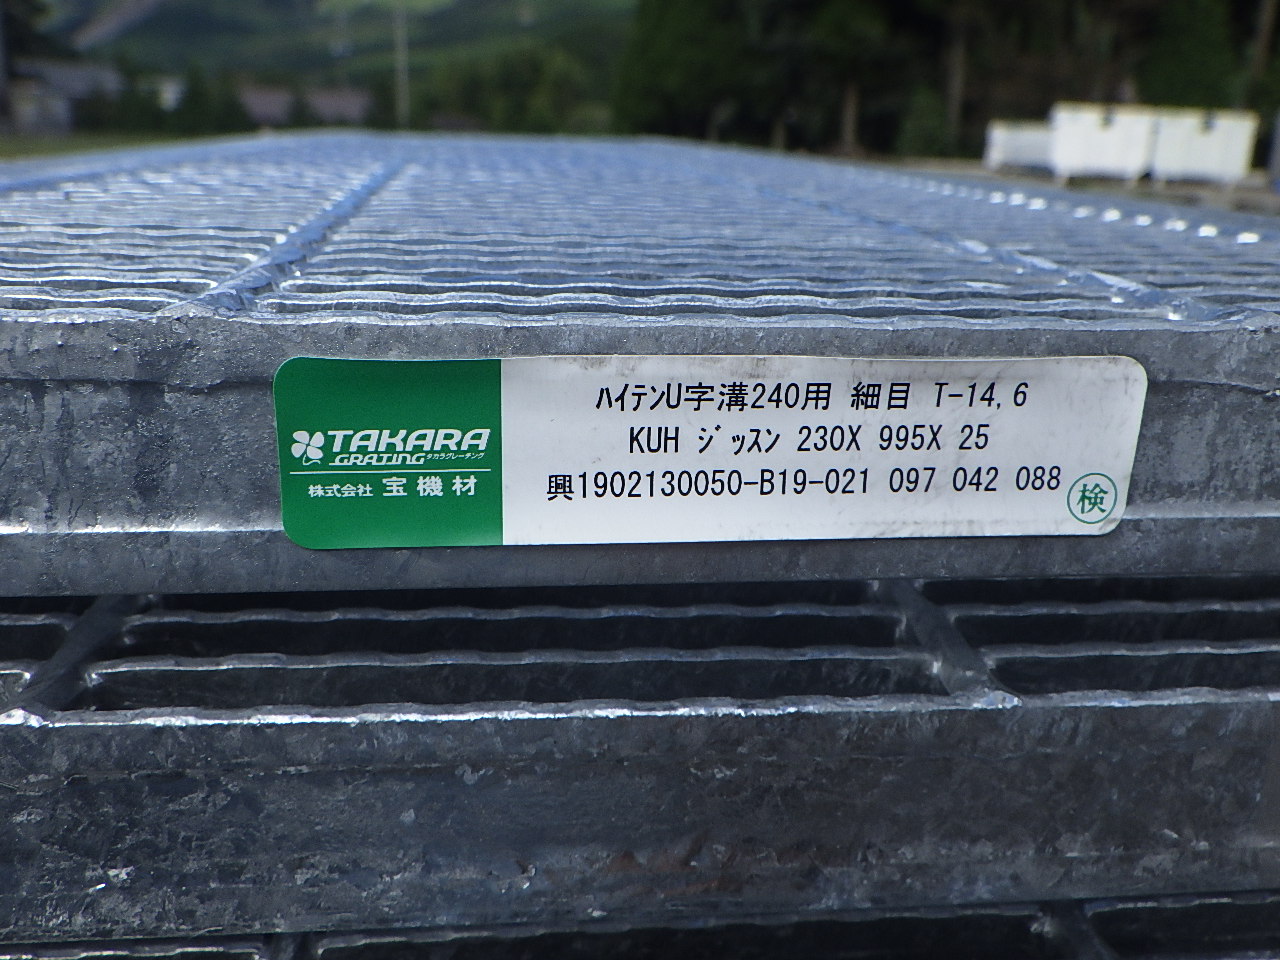 TAKARA
GRATING タカラグレーチング
株式会社 宝機材
ﾊｲﾃﾝU字溝240用 細目 T-14,6
KUH ｼﾞｯｽﾝ 230X 995X 25
興1902130050-B19-021 097 042 088
検